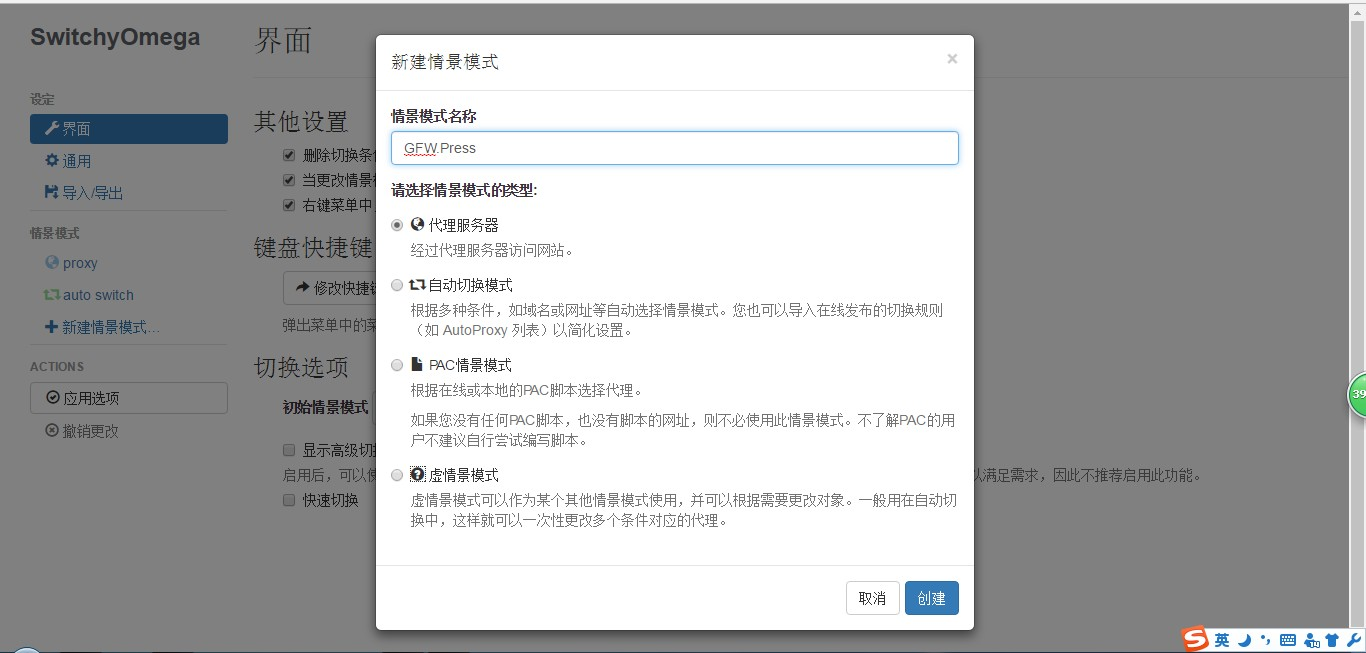 SwitchyOmega
设定
界面
通用
导入/导出
情景模式
proxy
auto switch
新建情景模式...
ACTIONS
应用选项
撤销更改
界面
其他设置
删除切换条
当更改情景
右键菜单中
键盘快捷键
修改快捷
弹出菜单中的菜
切换选项
初始情景模式
显示高级切
启用后，可以
以满足需求，因此不推荐启用此功能。
快速切换
新建情景模式
×
情景模式名称
GFW.Press
请选择情景模式的类型:
代理服务器
经过代理服务器访问网站。
自动切换模式
根据多种条件，如域名或网址等自动选择情景模式。您也可以导入在线发布的切换规则
（如 AutoProxy 列表）以简化设置。
PAC情景模式
根据在线或本地的PAC脚本选择代理。
如果您没有任何PAC脚本，也没有脚本的网址，则不必使用此情景模式。不了解PAC的用
户不建议自行尝试编写脚本。
虚情景模式
虚情景模式可以作为某个其他情景模式使用，并可以根据需要更改对象。一般用在自动切
换中，这样就可以一次性更改多个条件对应的代理。
取消
创建
39
英